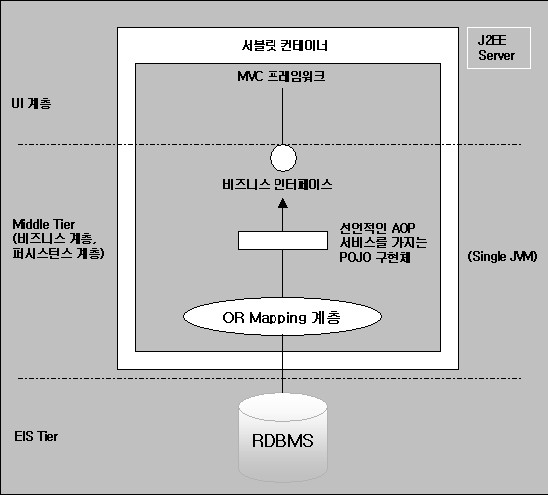 서블릿 컨테이너
J2EE
Server
MVC 프레임워크
UI 계층
비즈니스 인터페이스
Middle Tier
(비즈니스 계층,
퍼시스턴스 계층)
선언적인 AOP
서비스를 가지는
POJO 구현체
(Single JVM)
OR Mapping 계층
EIS Tier
RDBMS